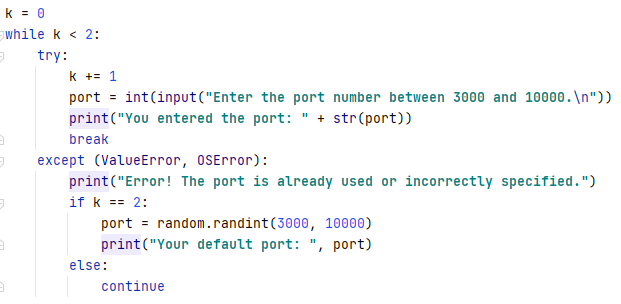 k = 0
while k < 2:
    try:
        k += 1
        port = int(input("Enter the port number between 3000 and 10000.\n"))
        print("You entered the port: " + str(port))
        break
    except (ValueError, OSError):
        print("Error! The port is already used or incorrectly specified.")
        if k == 2:
            port = random.randint(3000, 10000)
            print("Your default port: ", port)
        else:
            continue